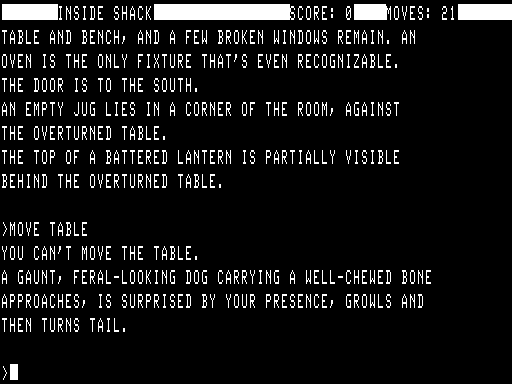 INSIDE SHACK SCORE: 0 MOVES: 21
TABLE AND BENCH, AND A FEW BROKEN WINDOWS REMAIN. AN
OVEN IS THE ONLY FIXTURE THAT'S EVEN RECOGNIZABLE.
THE DOOR IS TO THE SOUTH.
AN EMPTY JUG LIES IN A CORNER OF THE ROOM, AGAINST
THE OVERTURNED TABLE.
THE TOP OF A BATTERED LANTERN IS PARTIALLY VISIBLE
BEHIND THE OVERTURNED TABLE.
>MOVE TABLE
YOU CAN'T MOVE THE TABLE.
A GAUNT, FERAL-LOOKING DOG CARRYING A WELL-CHEWED BONE
APPROACHES, IS SURPRISED BY YOUR PRESENCE, GROWLS AND
THEN TURNS TAIL.
>